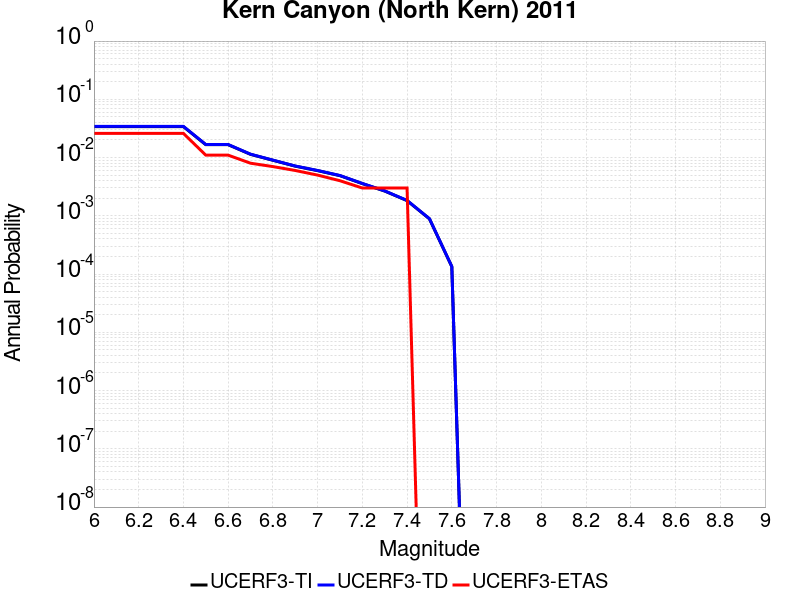 Kern Canyon (North Kern) 2011
10^0
10^-1
10^-2
10^-3
10^-4
10^-5
10^-6
10^-7
10^-8
Annual Probability
6 6.2 6.4 6.6 6.8 7 7.2 7.4 7.6 7.8 8 8.2 8.4 8.6 8.8 9
Magnitude
UCERF3-TI UCERF3-TD UCERF3-ETAS